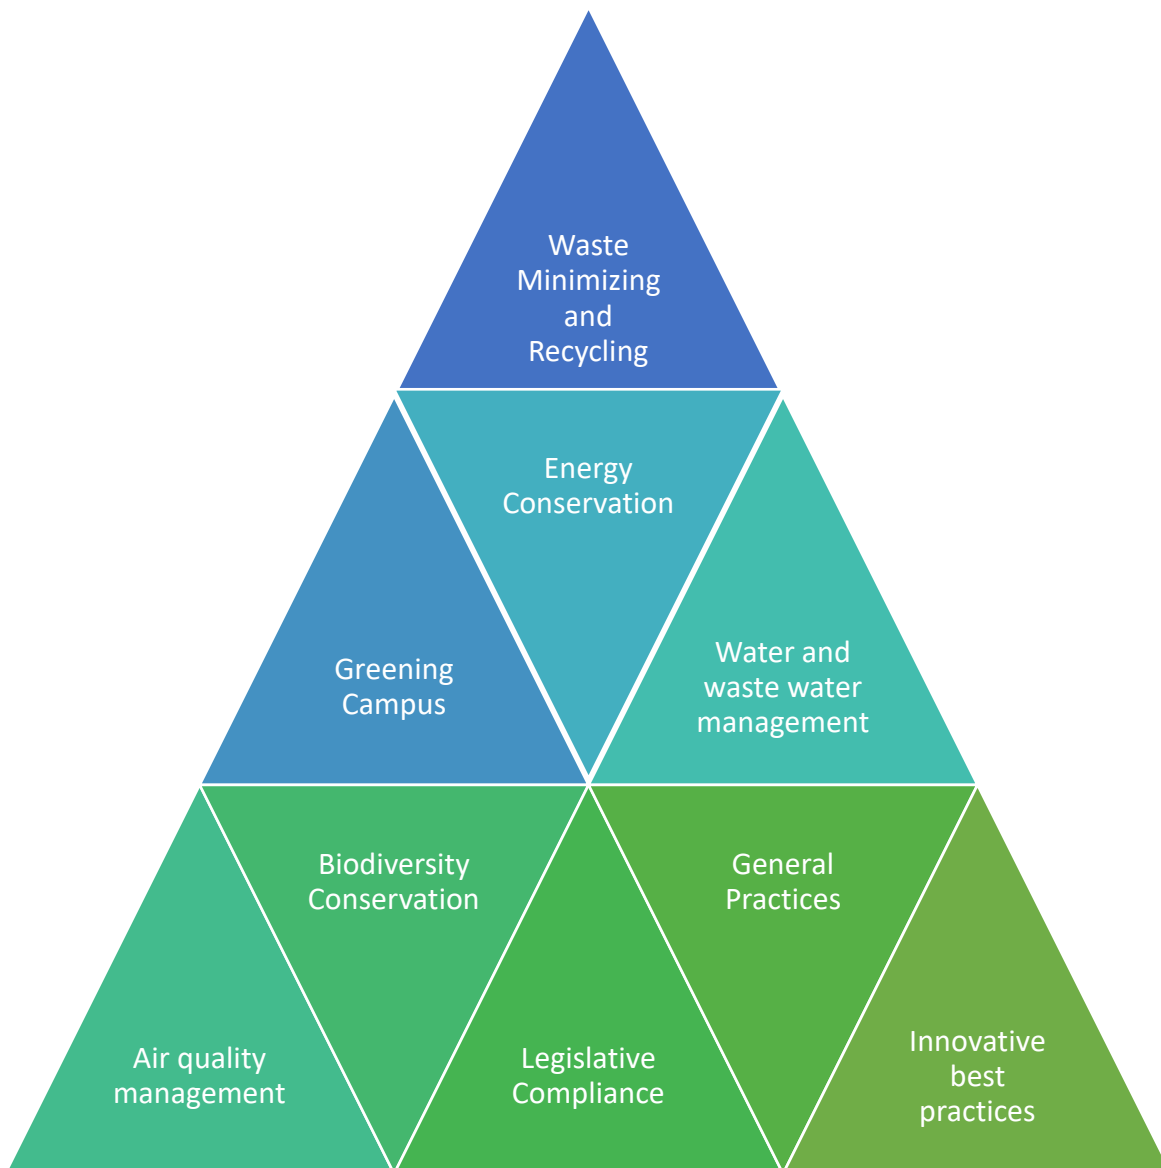 Waste
Minimizing
and
Recycling
Energy
Conservation
Greening
Campus
Water and
waste water
management
Biodiversity
Conservation
General
Practices
Air quality
management
Legislative
Compliance
Innovative
best
practices